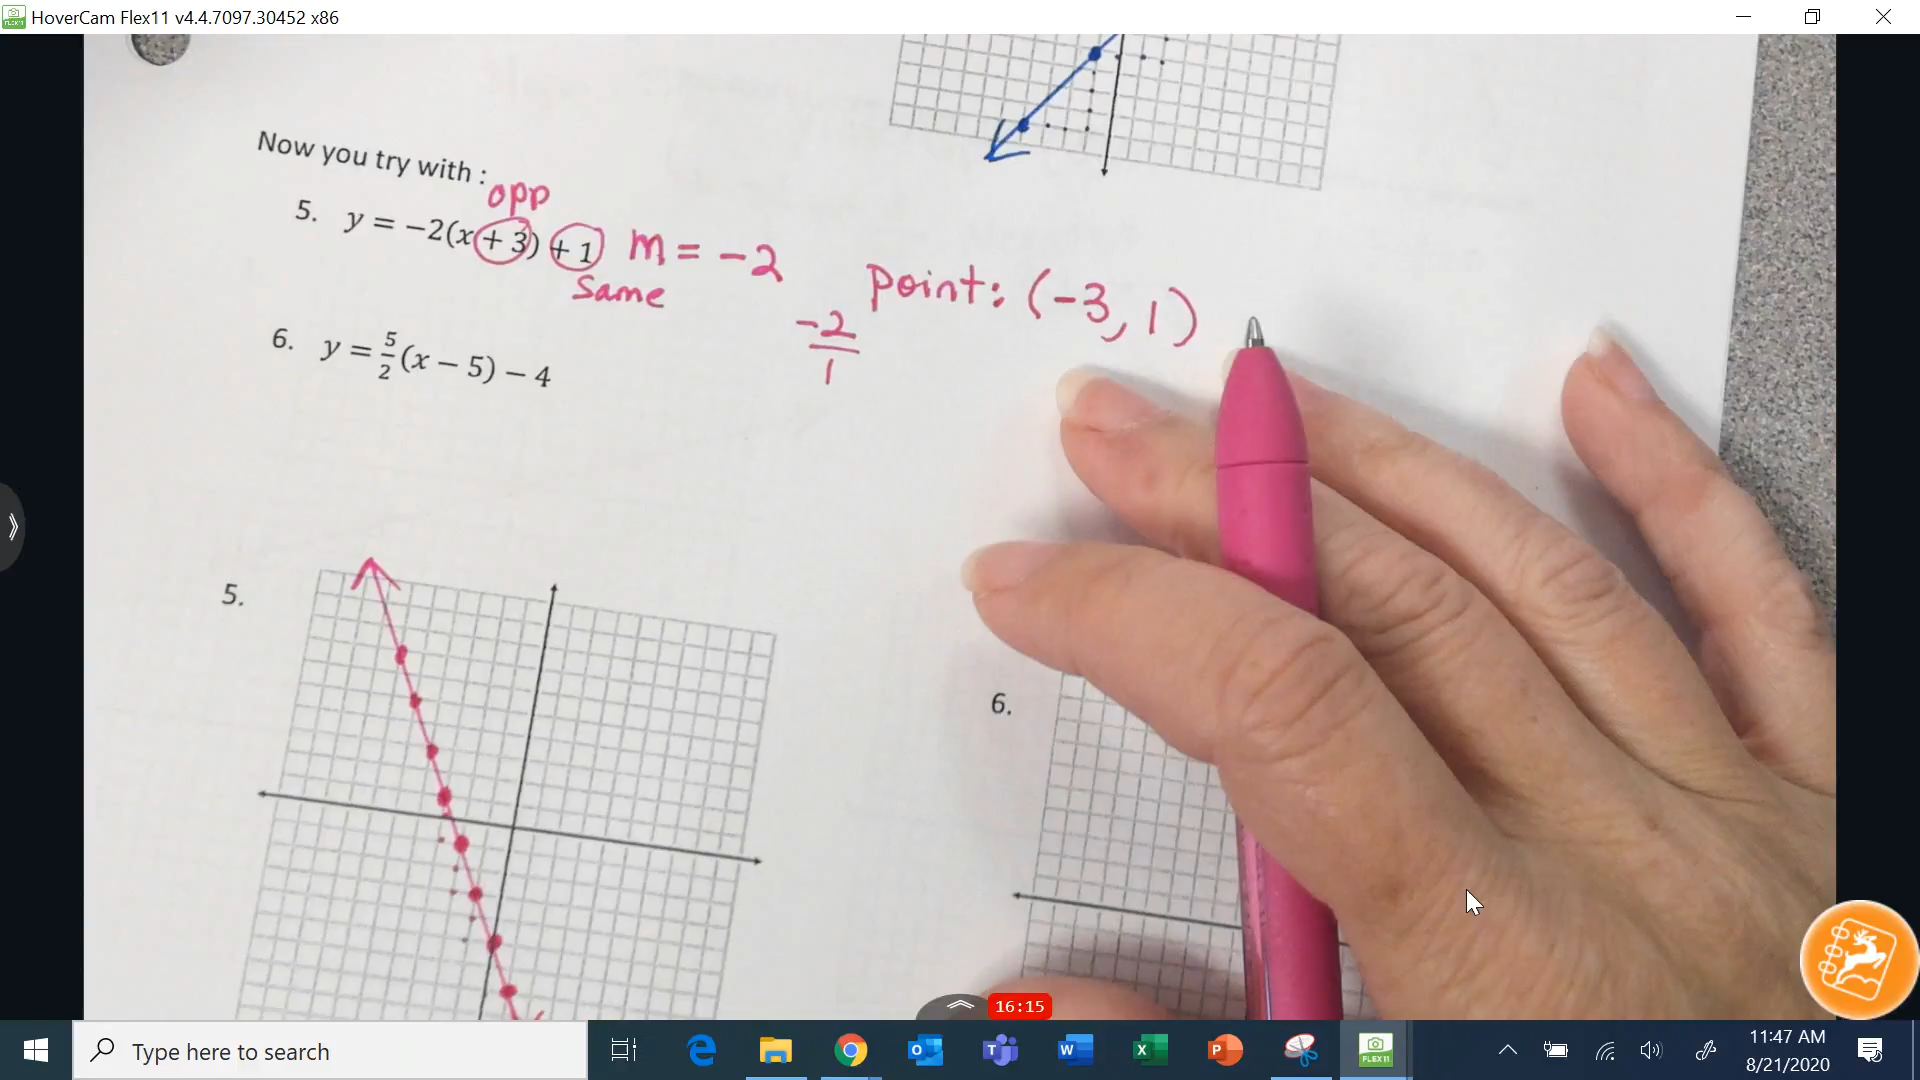 HoverCam Flex11 v4.4.7097.30452 x86
Now you try with :
opp
5. y = −2(x + 3) + 1 m = -2 point: (-3, 1)
same
-2
1
6. y = 5/2(x − 5) − 4
5.
6.
16:15
Type here to search
FLEX11
11:47 AM
8/21/2020